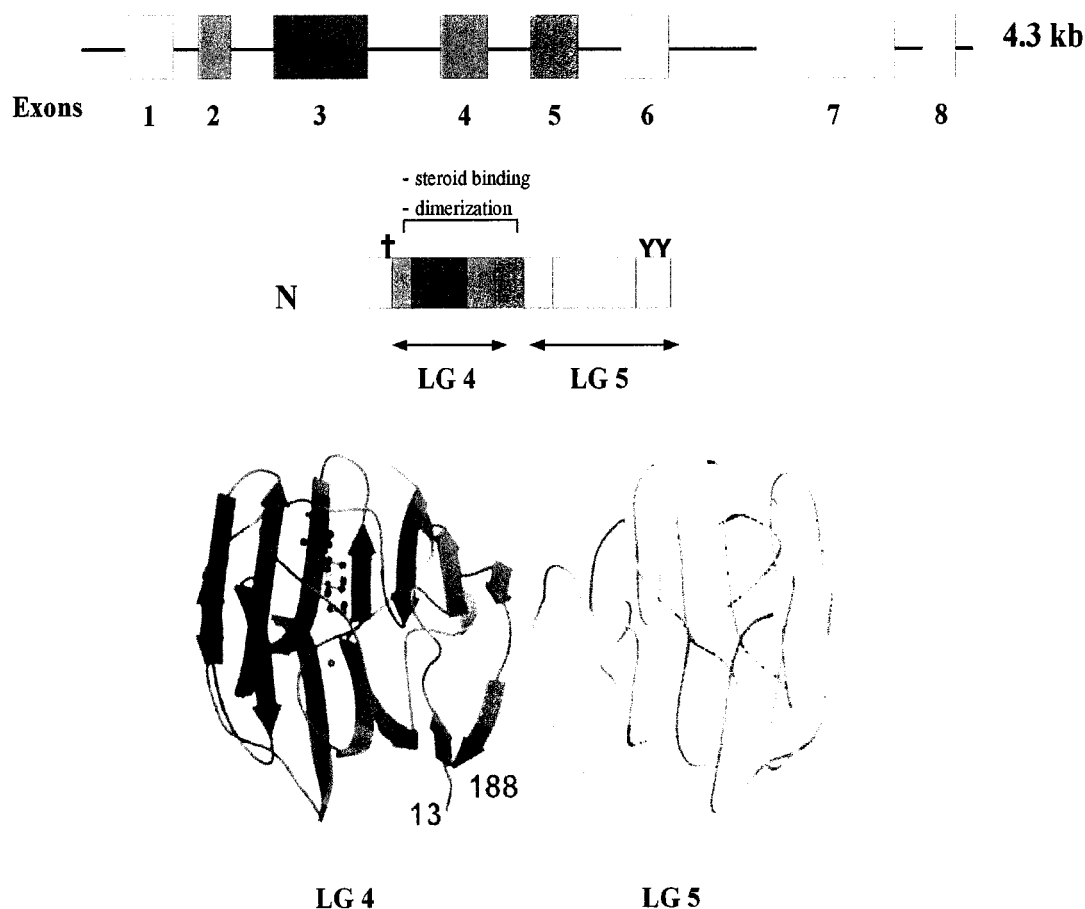 4.3 kb
Exons 1 2 3 4 5 6 7 8
- steroid binding
- dimerization
† YY
N
LG 4 LG 5
13 188
LG 4 LG 5